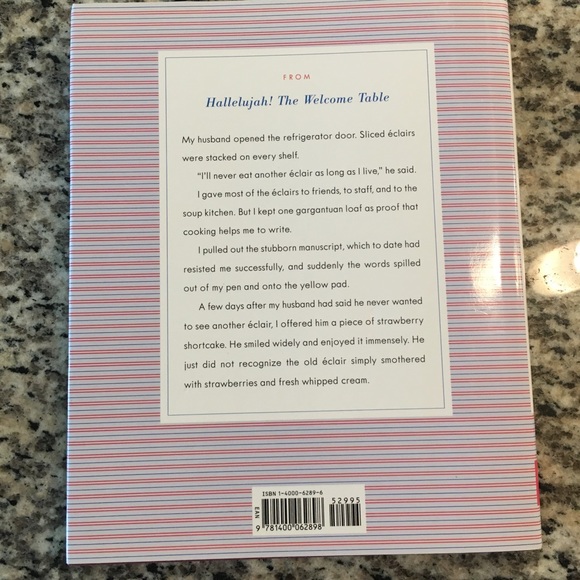 FROM
Hallelujah! The Welcome Table
My husband opened the refrigerator door. Sliced éclairs
were stacked on every shelf.
"I'll never eat another éclair as long as I live," he said.
I gave most of the éclairs to friends, to staff, and to the
soup kitchen. But I kept one gargantuan loaf as proof that
cooking helps me to write.
I pulled out the stubborn manuscript, which to date had
resisted me successfully, and suddenly the words spilled
out of my pen and onto the yellow pad.
A few days after my husband had said he never wanted
to see another éclair, I offered him a piece of strawberry
shortcake. He smiled widely and enjoyed it immensely. He
just did not recognize the old éclair simply smothered
with strawberries and fresh whipped cream.
ISBN 1-4000-6289-6
52995
EAN
9 781400 062898